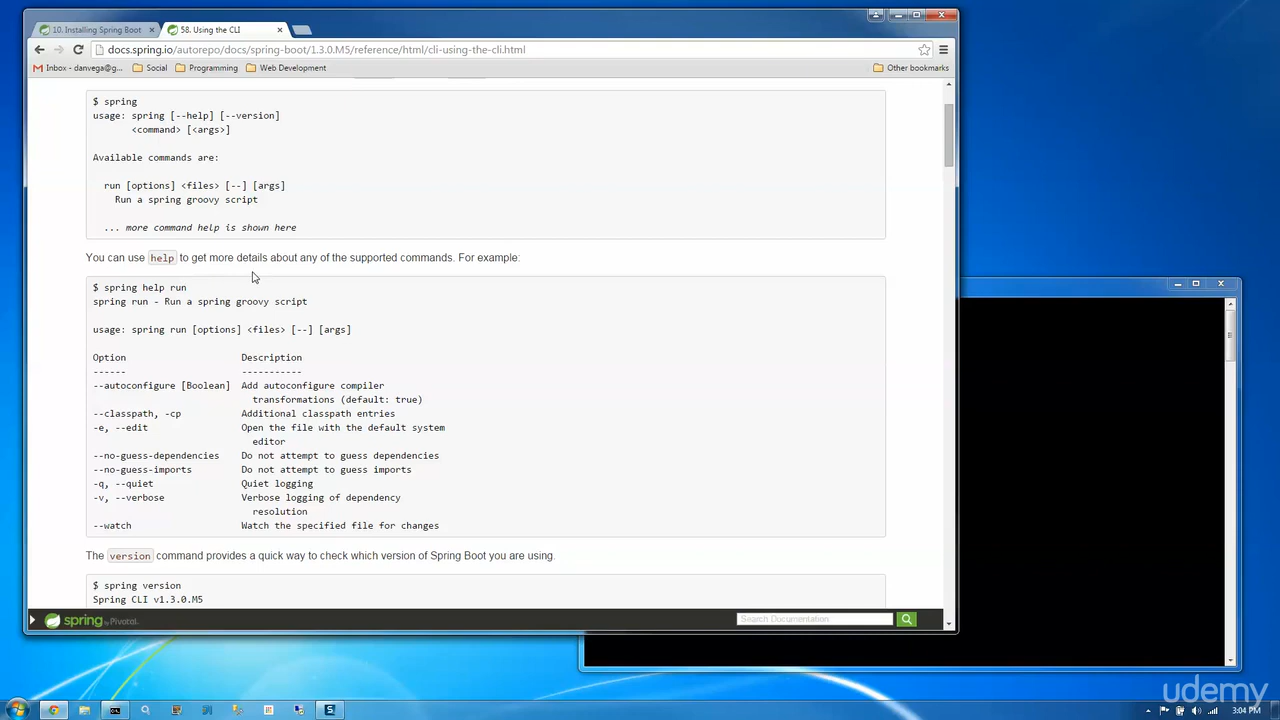 10. Installing Spring Boot
58. Using the CLI
docs.spring.io/autorepo/docs/spring-boot/1.3.0.M5/reference/html/cli-using-the-cli.html
Inbox - danvega@g...
Social
Programming
Web Development
Other bookmarks
$ spring
usage: spring [--help] [--version]
<command> [<args>]
Available commands are:
run [options] <files> [--] [args]
Run a spring groovy script
... more command help is shown here
You can use help to get more details about any of the supported commands. For example:
$ spring help run
spring run - Run a spring groovy script
usage: spring run [options] <files> [--] [args]
Option Description
------ -----------
--autoconfigure [Boolean] Add autoconfigure compiler
transformations (default: true)
--classpath, -cp Additional classpath entries
-e, --edit Open the file with the default system
editor
--no-guess-dependencies Do not attempt to guess dependencies
--no-guess-imports Do not attempt to guess imports
-q, --quiet Quiet logging
-v, --verbose Verbose logging of dependency
resolution
--watch Watch the specified file for changes
The version command provides a quick way to check which version of Spring Boot you are using.
$ spring version
Spring CLI v1.3.0.M5
spring by Pivotal.
Search Documentation
udemy
3:04 PM